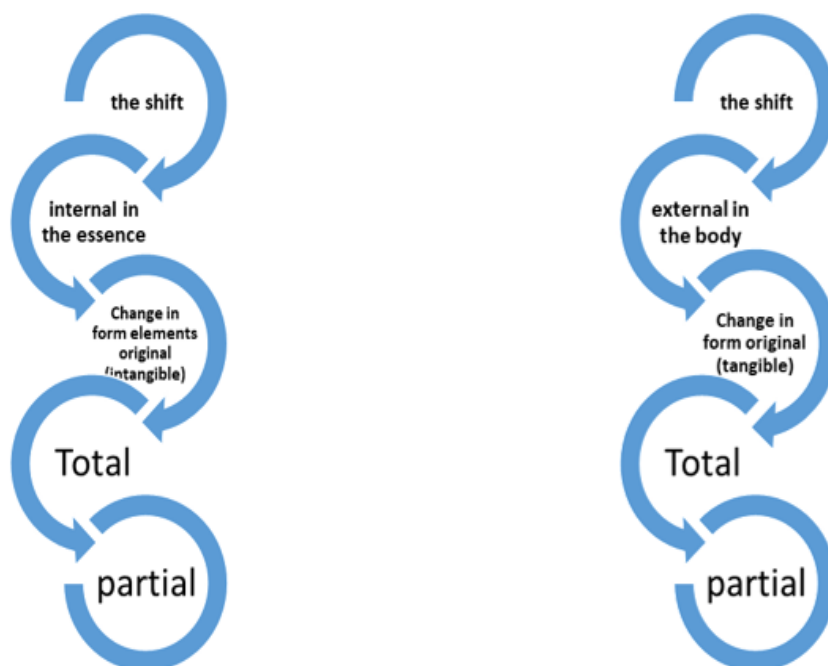 the shift
internal in
the essence
Change in
form elements
original
(intangible)
Total
partial
the shift
external in
the body
Change in
form original
(tangible)
Total
partial